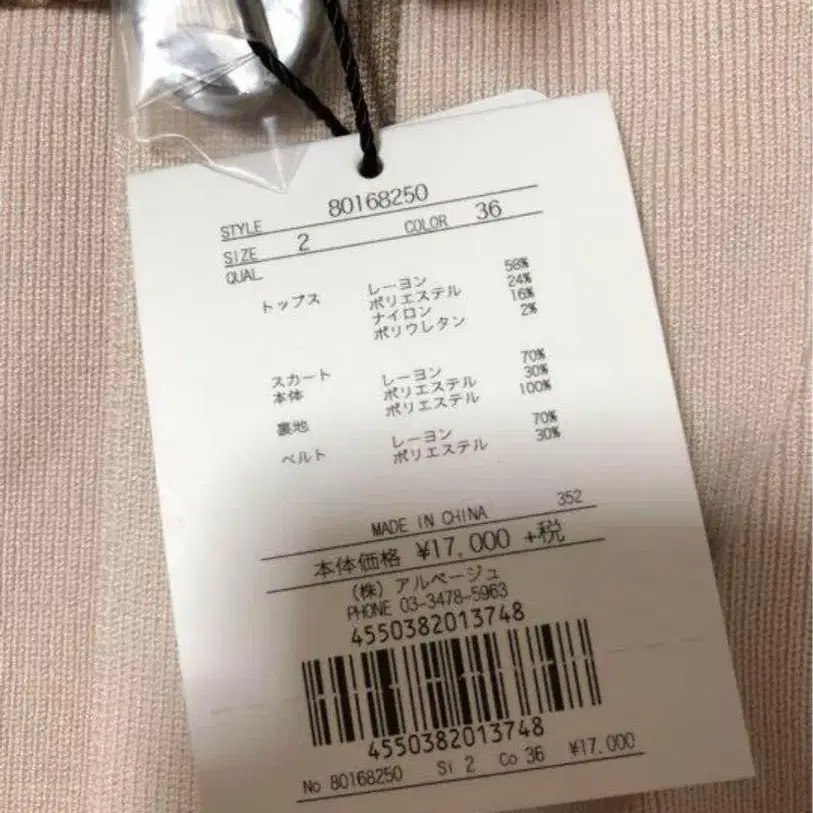 STYLE 80168250
SIZE 2 COLOR 36
QUAL
トップス レーヨン 58%
ポリエステル 24%
ナイロン 16%
ポリウレタン 2%
スカート
本体 レーヨン 70%
ポリエステル 30%
裏地 ポリエステル 100%
ベルト レーヨン 70%
ポリエステル 30%
352
MADE IN CHINA
本体価格 ¥17,000 +税
(株) アルページュ
PHONE 03-3478-5963
4550382013748
4550382013748
No 80168250 Si 2 Co 36 ¥17,000